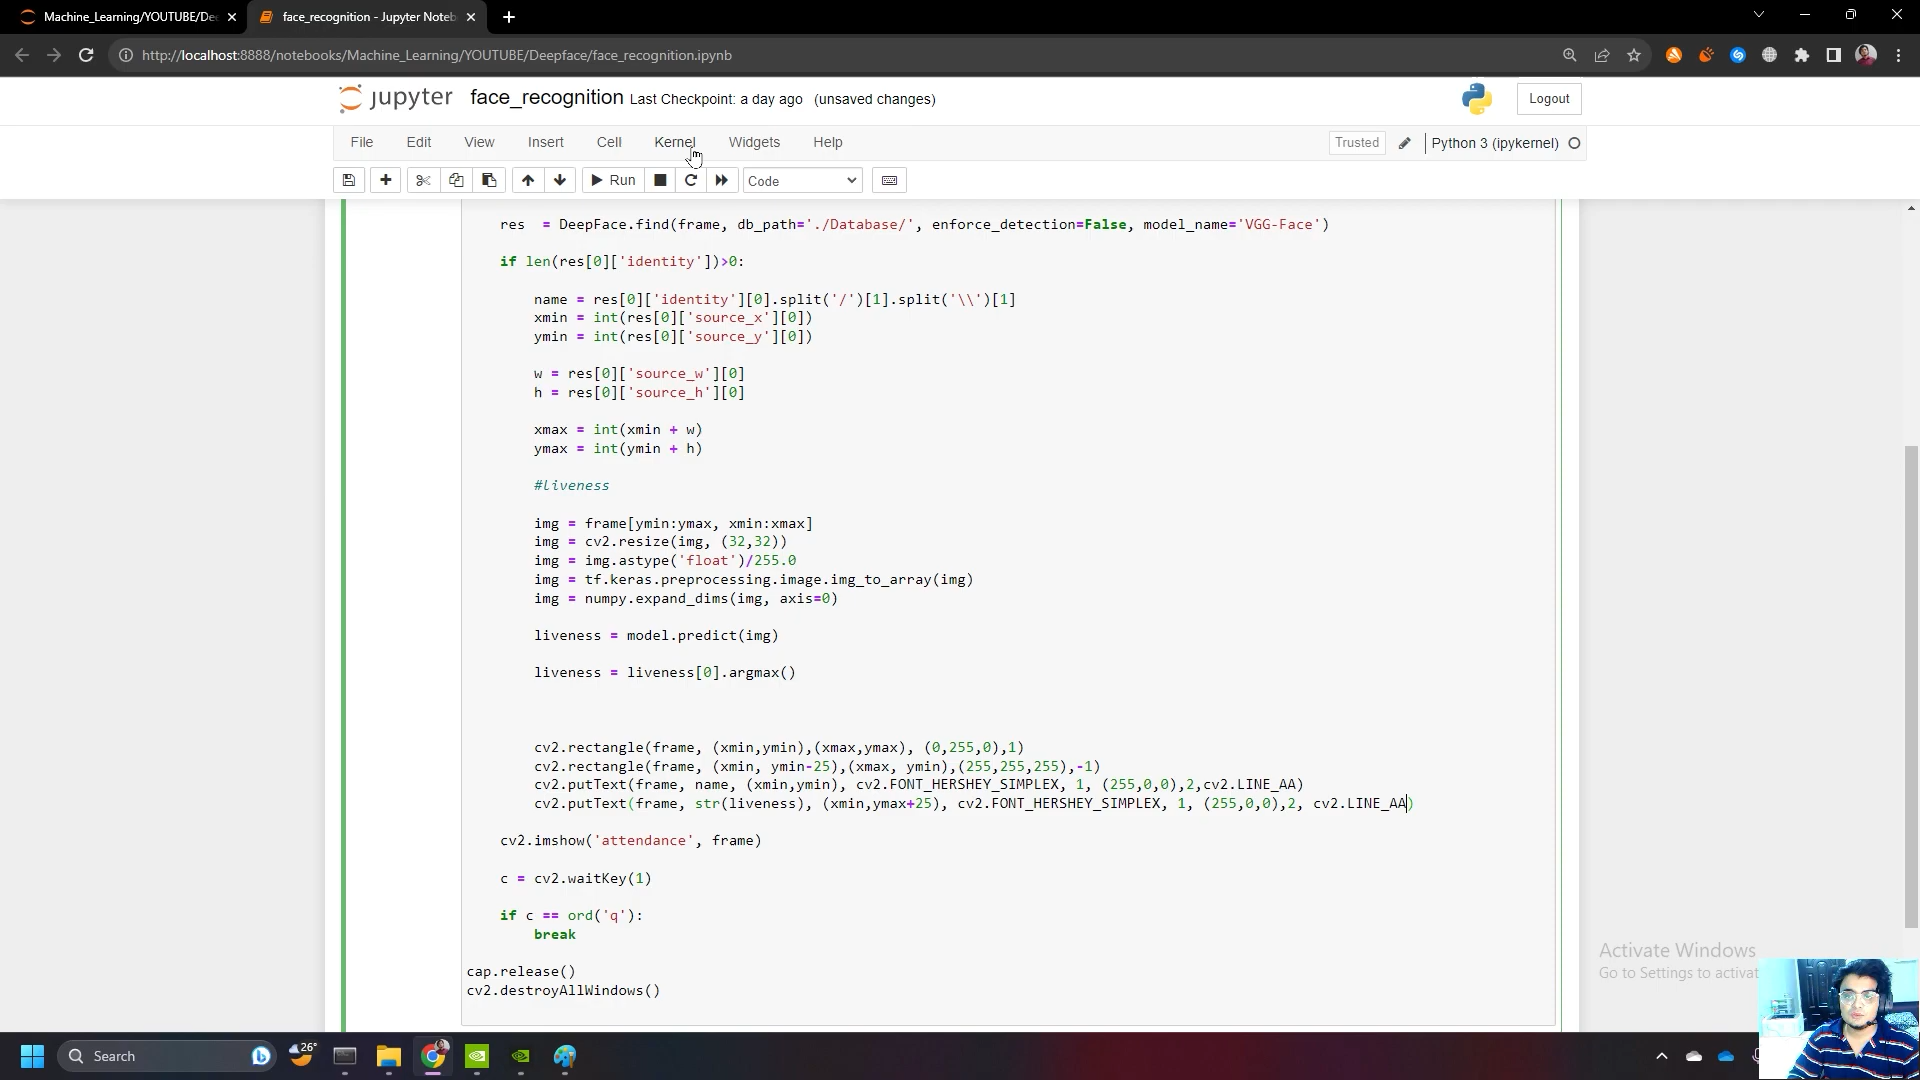 Machine_Learning/YOUTUBE/De
face_recognition - Jupyter Noteb
http://localhost:8888/notebooks/Machine_Learning/YOUTUBE/Deepface/face_recognition.ipynb
jupyter face_recognition Last Checkpoint: a day ago (unsaved changes)
Logout
File Edit View Insert Cell Kernel Widgets Help
Trusted
Python 3 (ipykernel)
Run
Code
res  = DeepFace.find(frame, db_path='./Database/', enforce_detection=False, model_name='VGG-Face')
if len(res[0]['identity'])>0:
name = res[0]['identity'][0].split('/')[1].split('\\')[1]
xmin = int(res[0]['source_x'][0])
ymin = int(res[0]['source_y'][0])
w = res[0]['source_w'][0]
h = res[0]['source_h'][0]
xmax = int(xmin + w)
ymax = int(ymin + h)
#liveness
img = frame[ymin:ymax, xmin:xmax]
img = cv2.resize(img, (32,32))
img = img.astype('float')/255.0
img = tf.keras.preprocessing.image.img_to_array(img)
img = numpy.expand_dims(img, axis=0)
liveness = model.predict(img)
liveness = liveness[0].argmax()
cv2.rectangle(frame, (xmin,ymin),(xmax,ymax), (0,255,0),1)
cv2.rectangle(frame, (xmin, ymin-25),(xmax, ymin),(255,255,255),-1)
cv2.putText(frame, name, (xmin,ymin), cv2.FONT_HERSHEY_SIMPLEX, 1, (255,0,0),2,cv2.LINE_AA)
cv2.putText(frame, str(liveness), (xmin,ymax+25), cv2.FONT_HERSHEY_SIMPLEX, 1, (255,0,0),2, cv2.LINE_AA)
cv2.imshow('attendance', frame)
c = cv2.waitKey(1)
if c == ord('q'):
break
cap.release()
cv2.destroyAllWindows()
Activate Windows
Go to Settings to activat
Search
26°